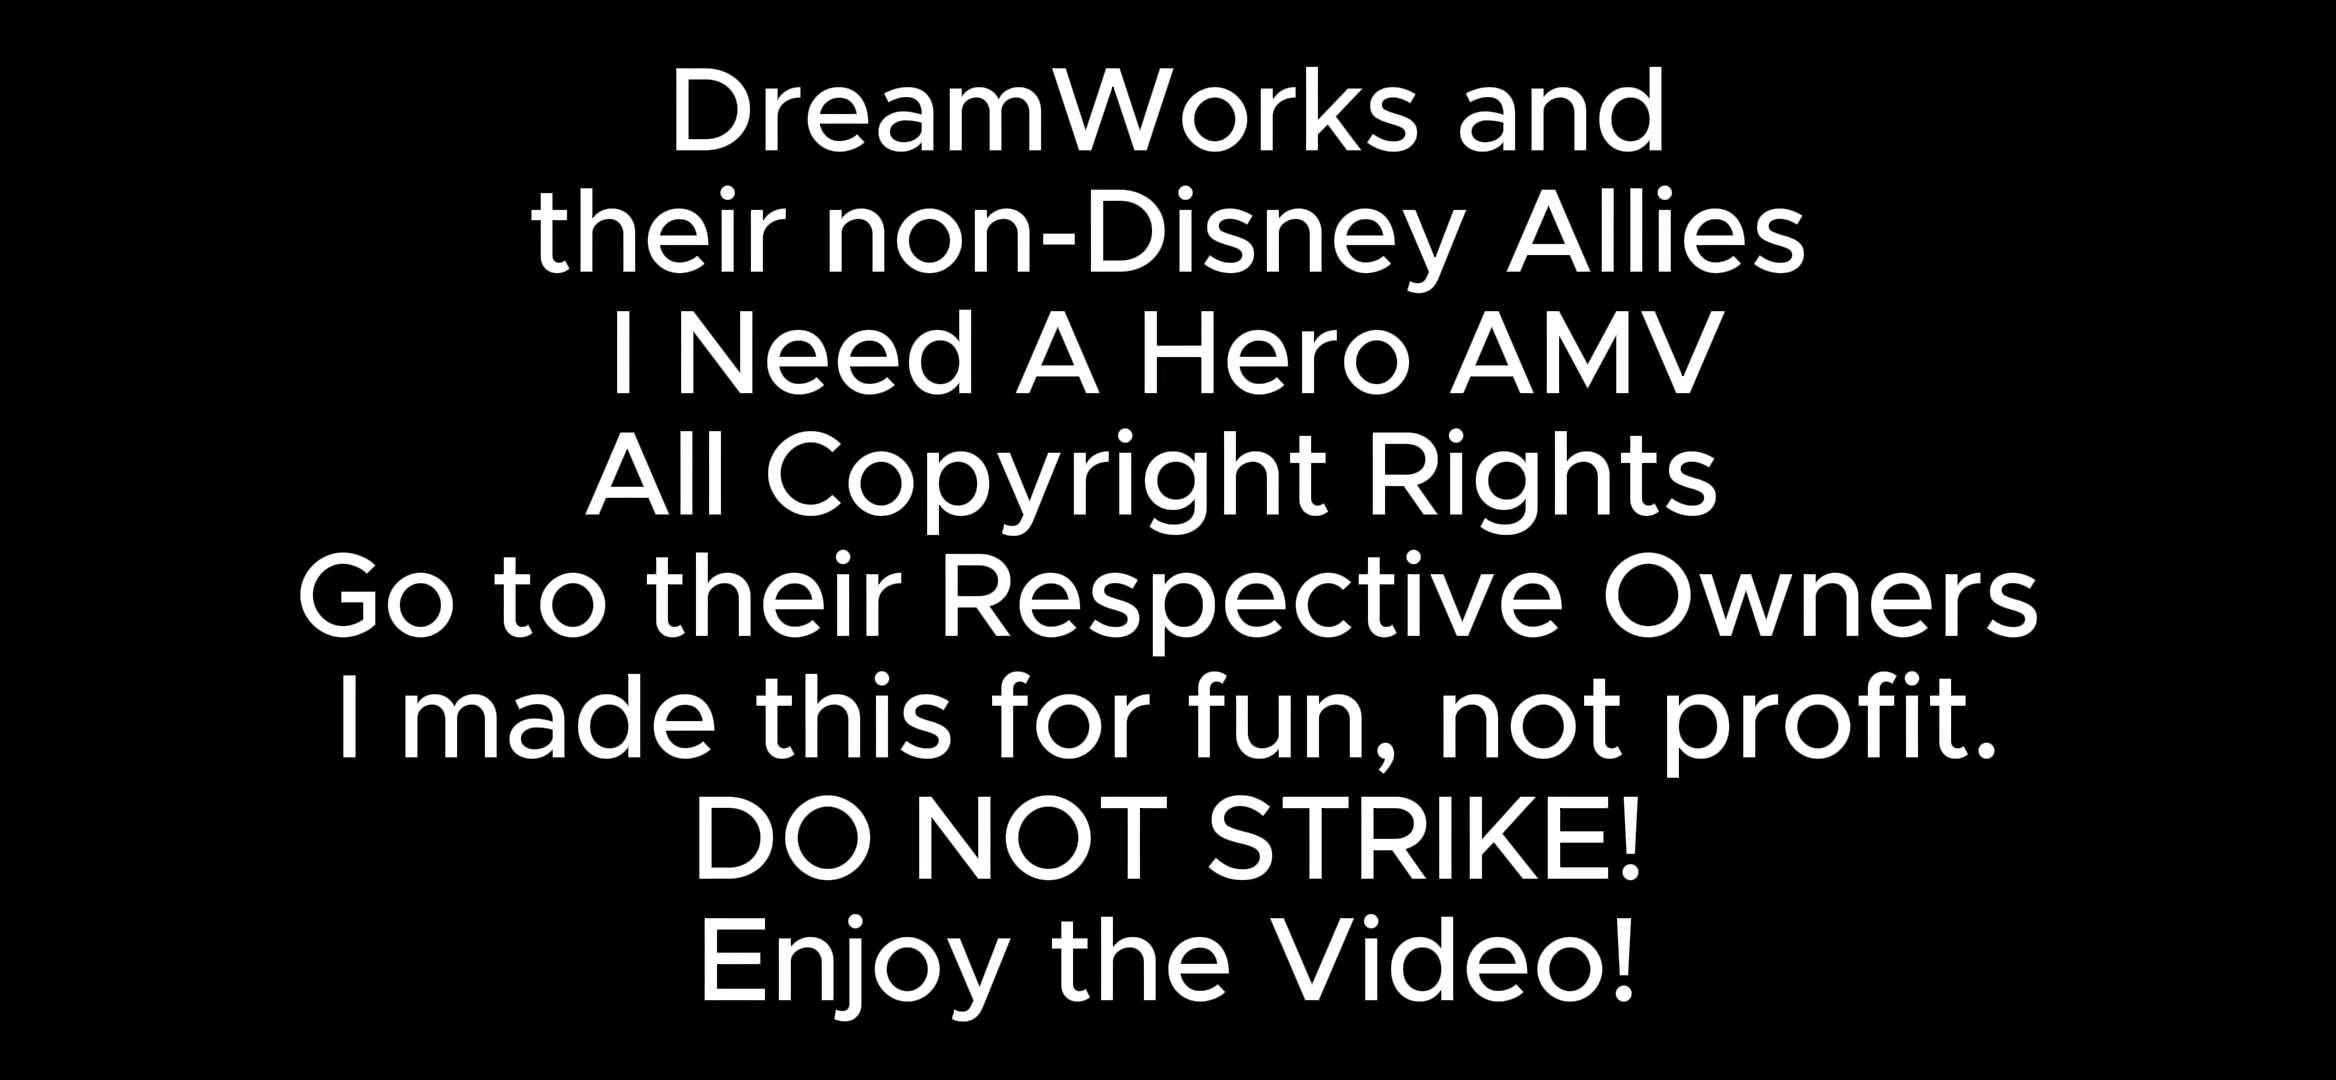 DreamWorks and
their non-Disney Allies
I Need A Hero AMV
All Copyright Rights
Go to their Respective Owners
I made this for fun, not profit.
DO NOT STRIKE!
Enjoy the Video!